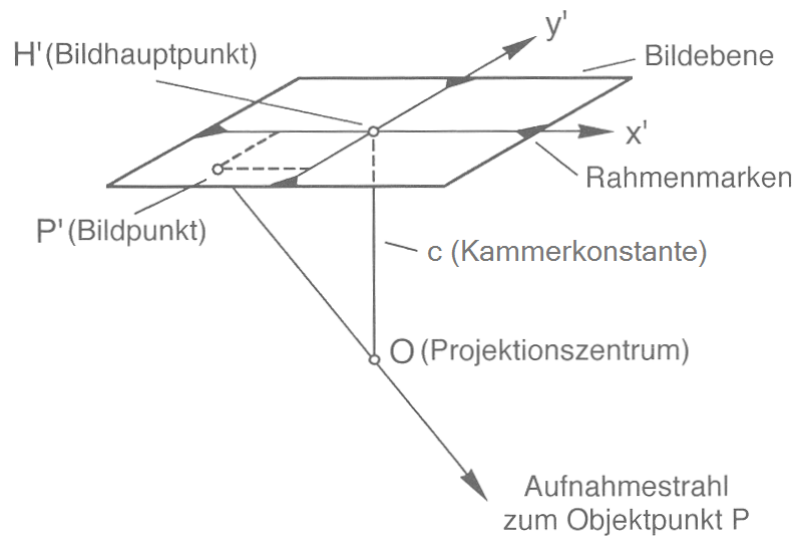 y'
H' (Bildhauptpunkt)
Bildebene
x'
Rahmenmarken
P' (Bildpunkt)
c (Kammerkonstante)
O (Projektionszentrum)
Aufnahmestrahl
zum Objektpunkt P